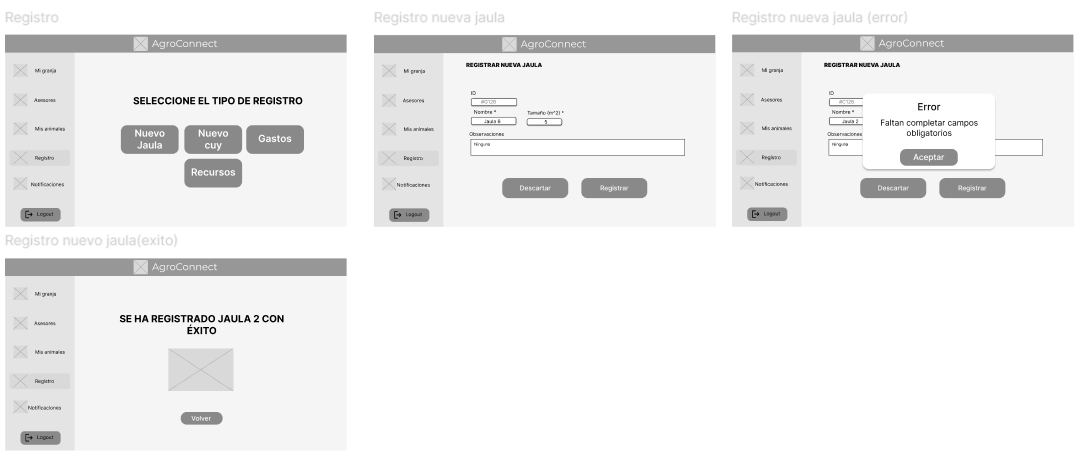 Registro
AgroConnect
Mi granja
Asesores
Mis animales
Registro
Notificaciones
Logout
SELECCIONE EL TIPO DE REGISTRO
Nuevo
Jaula
Nuevo
cuy
Gastos
Recursos
Registro nueva jaula
AgroConnect
Mi granja
Asesores
Mis animales
Registro
Notificaciones
Logout
REGISTRAR NUEVA JAULA
ID
#C126
Nombre *
Tamaño (m^2) *
Jaula 6
5
Observaciones
Ninguna
Descartar
Registrar
Registro nueva jaula (error)
AgroConnect
Mi granja
Asesores
Mis animales
Registro
Notificaciones
Logout
REGISTRAR NUEVA JAULA
ID
#C126
Nombre *
Jaula 2
Observaciones
Ninguna
Error
Faltan completar campos
obligatorios
Aceptar
Descartar
Registrar
Registro nuevo jaula(exito)
AgroConnect
Mi granja
Asesores
Mis animales
Registro
Notificaciones
Logout
SE HA REGISTRADO JAULA 2 CON
ÉXITO
Volver